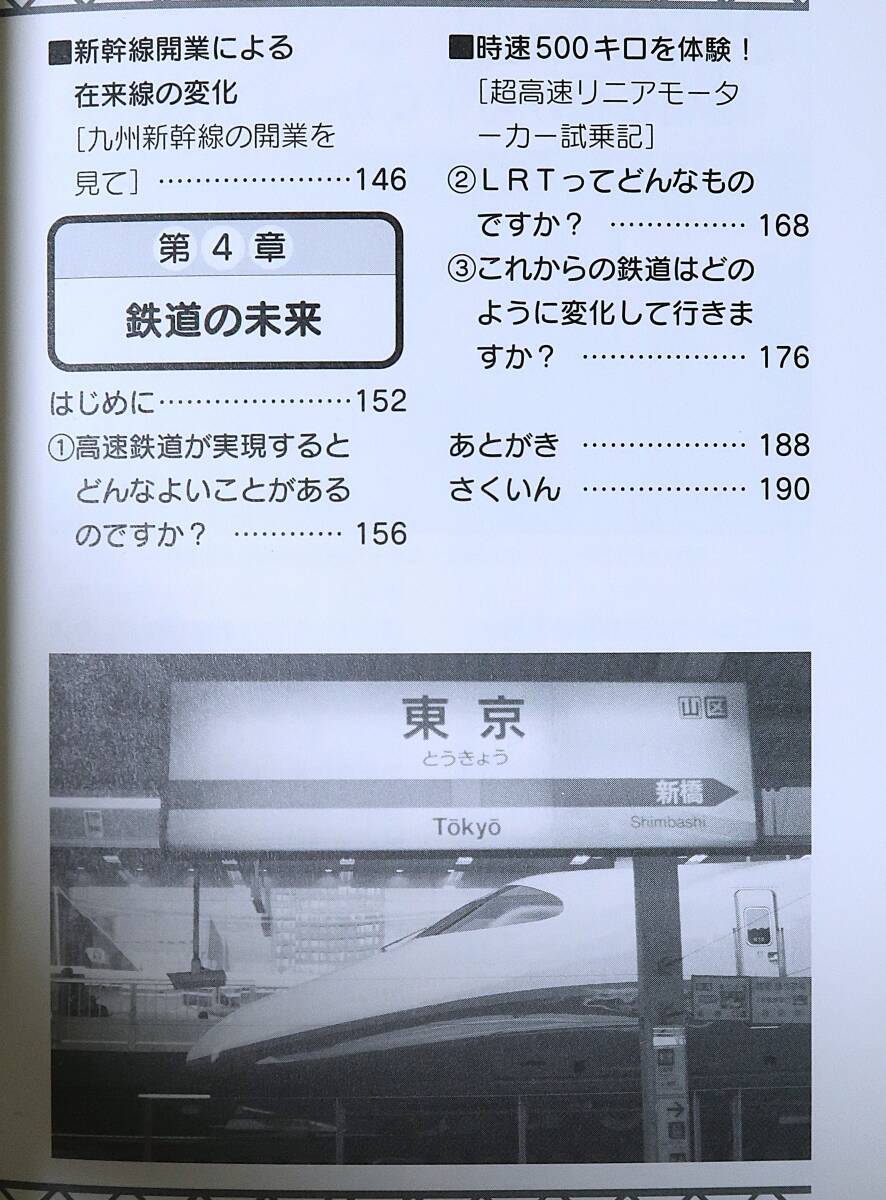 ■新幹線開業による
在来線の変化
［九州新幹線の開業を
見て］ …………………146
第4章
鉄道の未来
はじめに…………………152
①高速鉄道が実現すると
どんなよいことがある
のですか？ …………156
■時速500キロを体験！
［超高速リニアモータ
ーカー試乗記］
②LRTってどんなもの
ですか？ ……………168
③これからの鉄道はどの
ように変化して行きま
すか？ ………………176
あとがき ………………188
さくいん ………………190
東京
山区
とうきょう
新橋
Tōkyō
Shimbashi